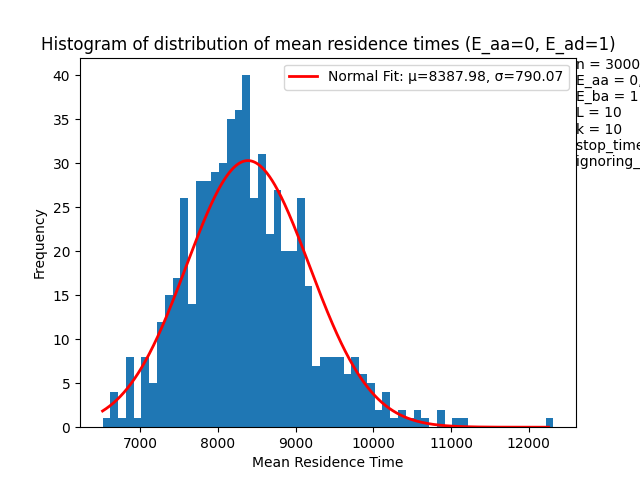 Histogram of distribution of mean residence times (E_aa=0, E_ad=1)
Normal Fit: μ=8387.98, σ=790.07
n = 3000
E_aa = 0,
E_ba = 1
L = 10
k = 10
stop_time
ignoring_
Frequency
40
35
30
25
20
15
10
5
0
7000 8000 9000 10000 11000 12000
Mean Residence Time